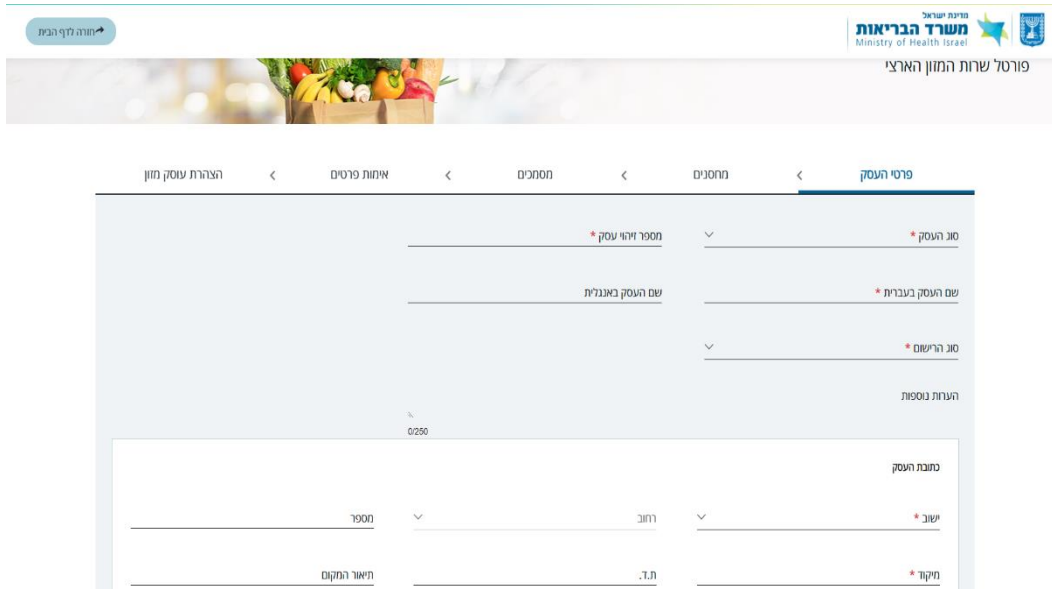 מדינת ישראל
משרד הבריאות
Ministry of Health Israel
חזרה לדף הבית
פורטל שרות המזון הארצי
פרטי העסק
מחסנים
מסמכים
אימות פרטים
הצהרת עוסק מזון
סוג העסק *
מספר זיהוי עסק *
שם העסק בעברית *
שם העסק באנגלית
סוג הרישום *
הערות נוספות
0/250
כתובת העסק
ישוב *
רחוב
מספר
מיקוד *
ת.ד.
תיאור המקום